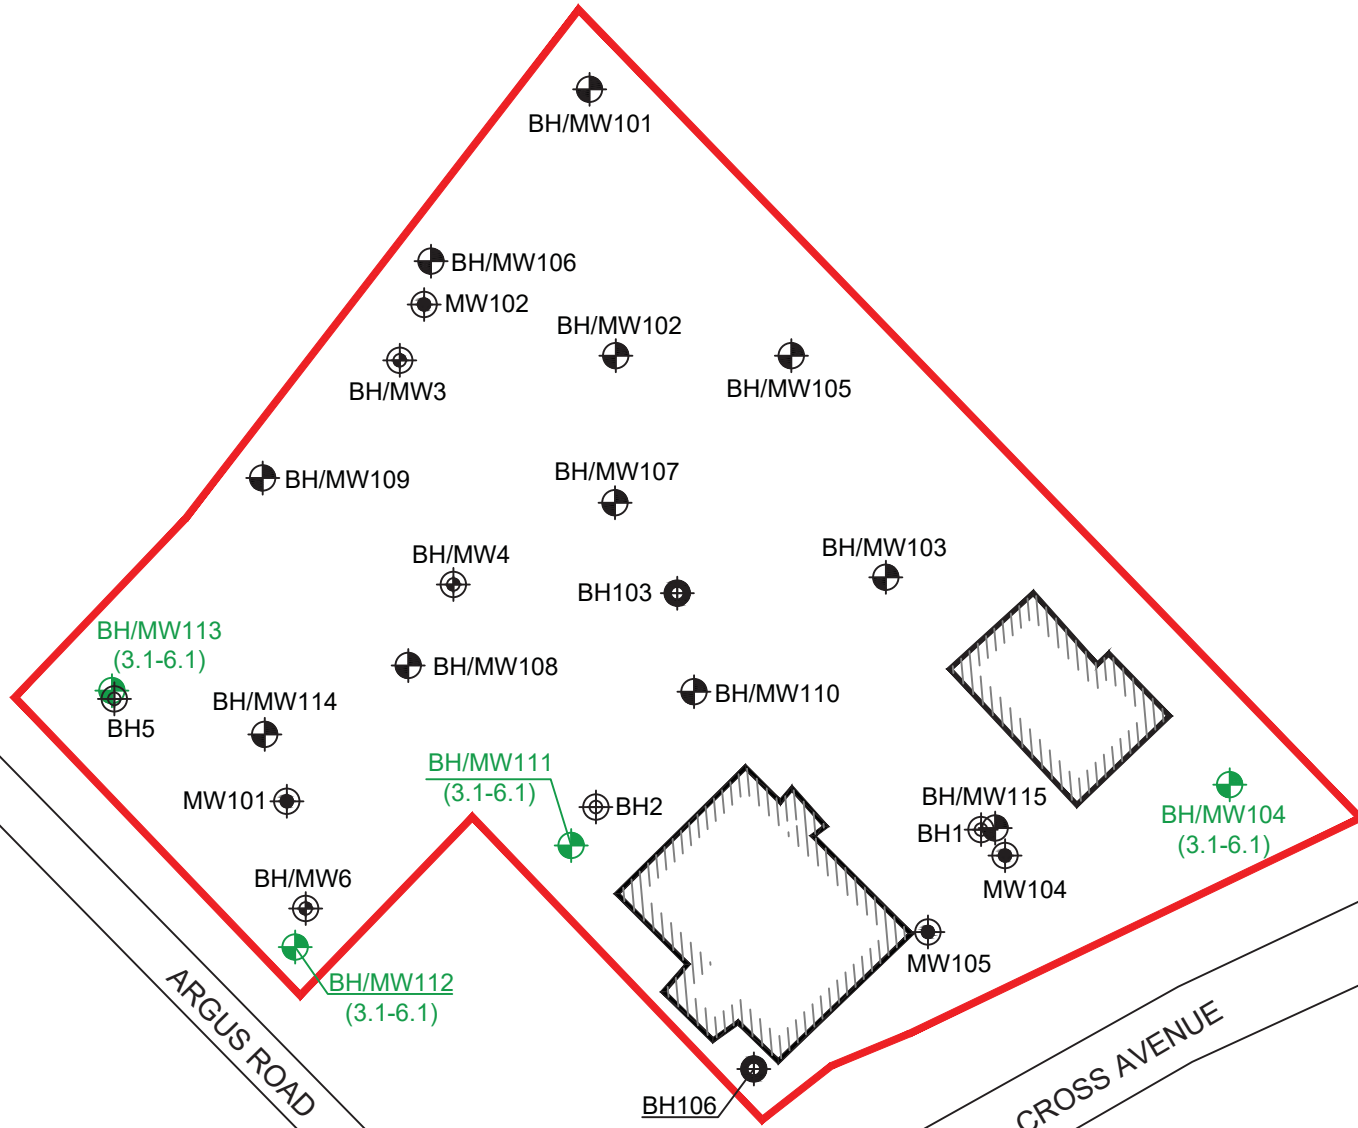 BH/MW101
BH/MW106
MW102
BH/MW102
BH/MW3
BH/MW105
BH/MW109
BH/MW107
BH/MW4
BH/MW103
BH103
BH/MW113
(3.1-6.1)
BH/MW108
BH/MW110
BH5
BH/MW114
BH/MW111
(3.1-6.1)
MW101
BH2
BH/MW115
BH1
BH/MW104
(3.1-6.1)
MW104
BH/MW6
MW105
BH/MW112
(3.1-6.1)
ARGUS ROAD
CROSS AVENUE
BH106